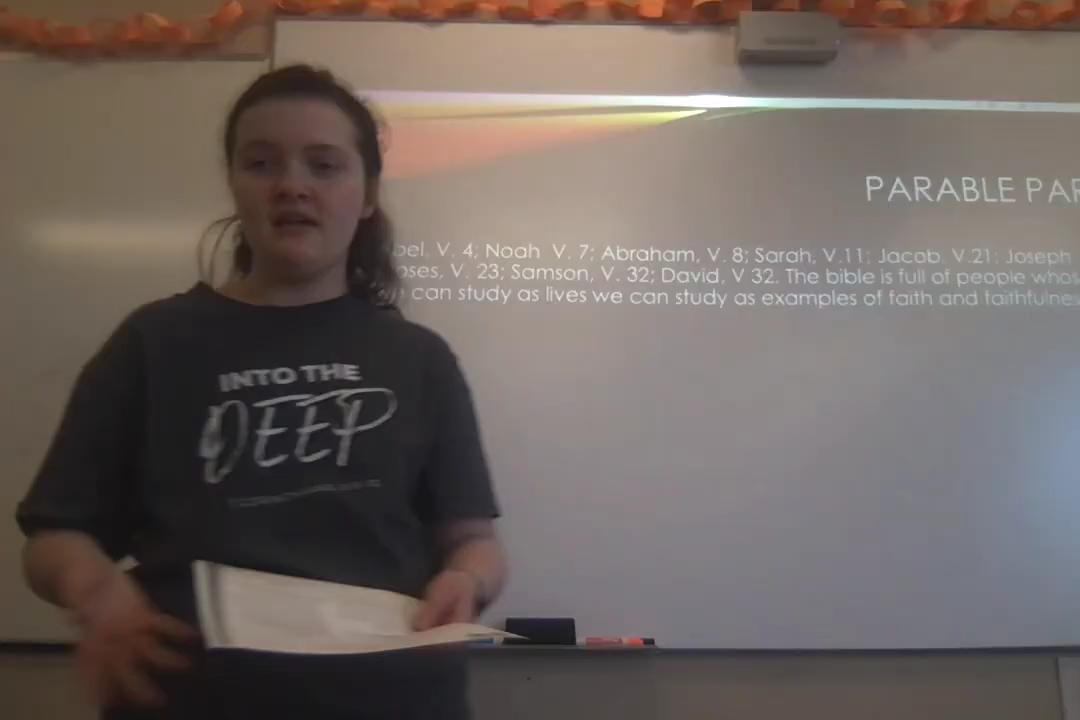 PARABLE PAR
bel, V. 4; Noah V. 7; Abraham, V. 8; Sarah, V.11; Jacob, V.21; Joseph
oses, V. 23; Samson, V. 32; David, V 32. The bible is full of people whos
can study as lives we can study as examples of faith and faithfulnes
INTO THE
DEEP